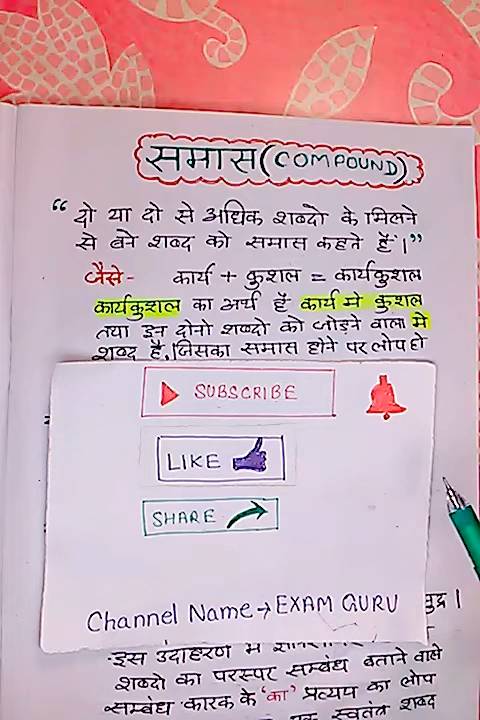 समास (COMPOUND)
“दो या दो से अधिक शब्दो के मिलने
से बने शब्द को समास कहते हैं।”
जैसे- कार्य + कुशल = कार्यकुशल
कार्यकुशल का अर्थ हैं कार्य मे कुशल
तथा इन दोनो शब्दो को जोड़ने वाला मे
शब्द है, जिसका समास होने पर लोप हो
SUBSCRIBE
LIKE
SHARE
Channel Name → EXAM GURU
इस उदाहरण में
शब्दो का परस्पर सम्बंध बताने वाले
सम्बंध कारक के 'का' प्रत्यय का लोप
स्वतंत्र शब्द